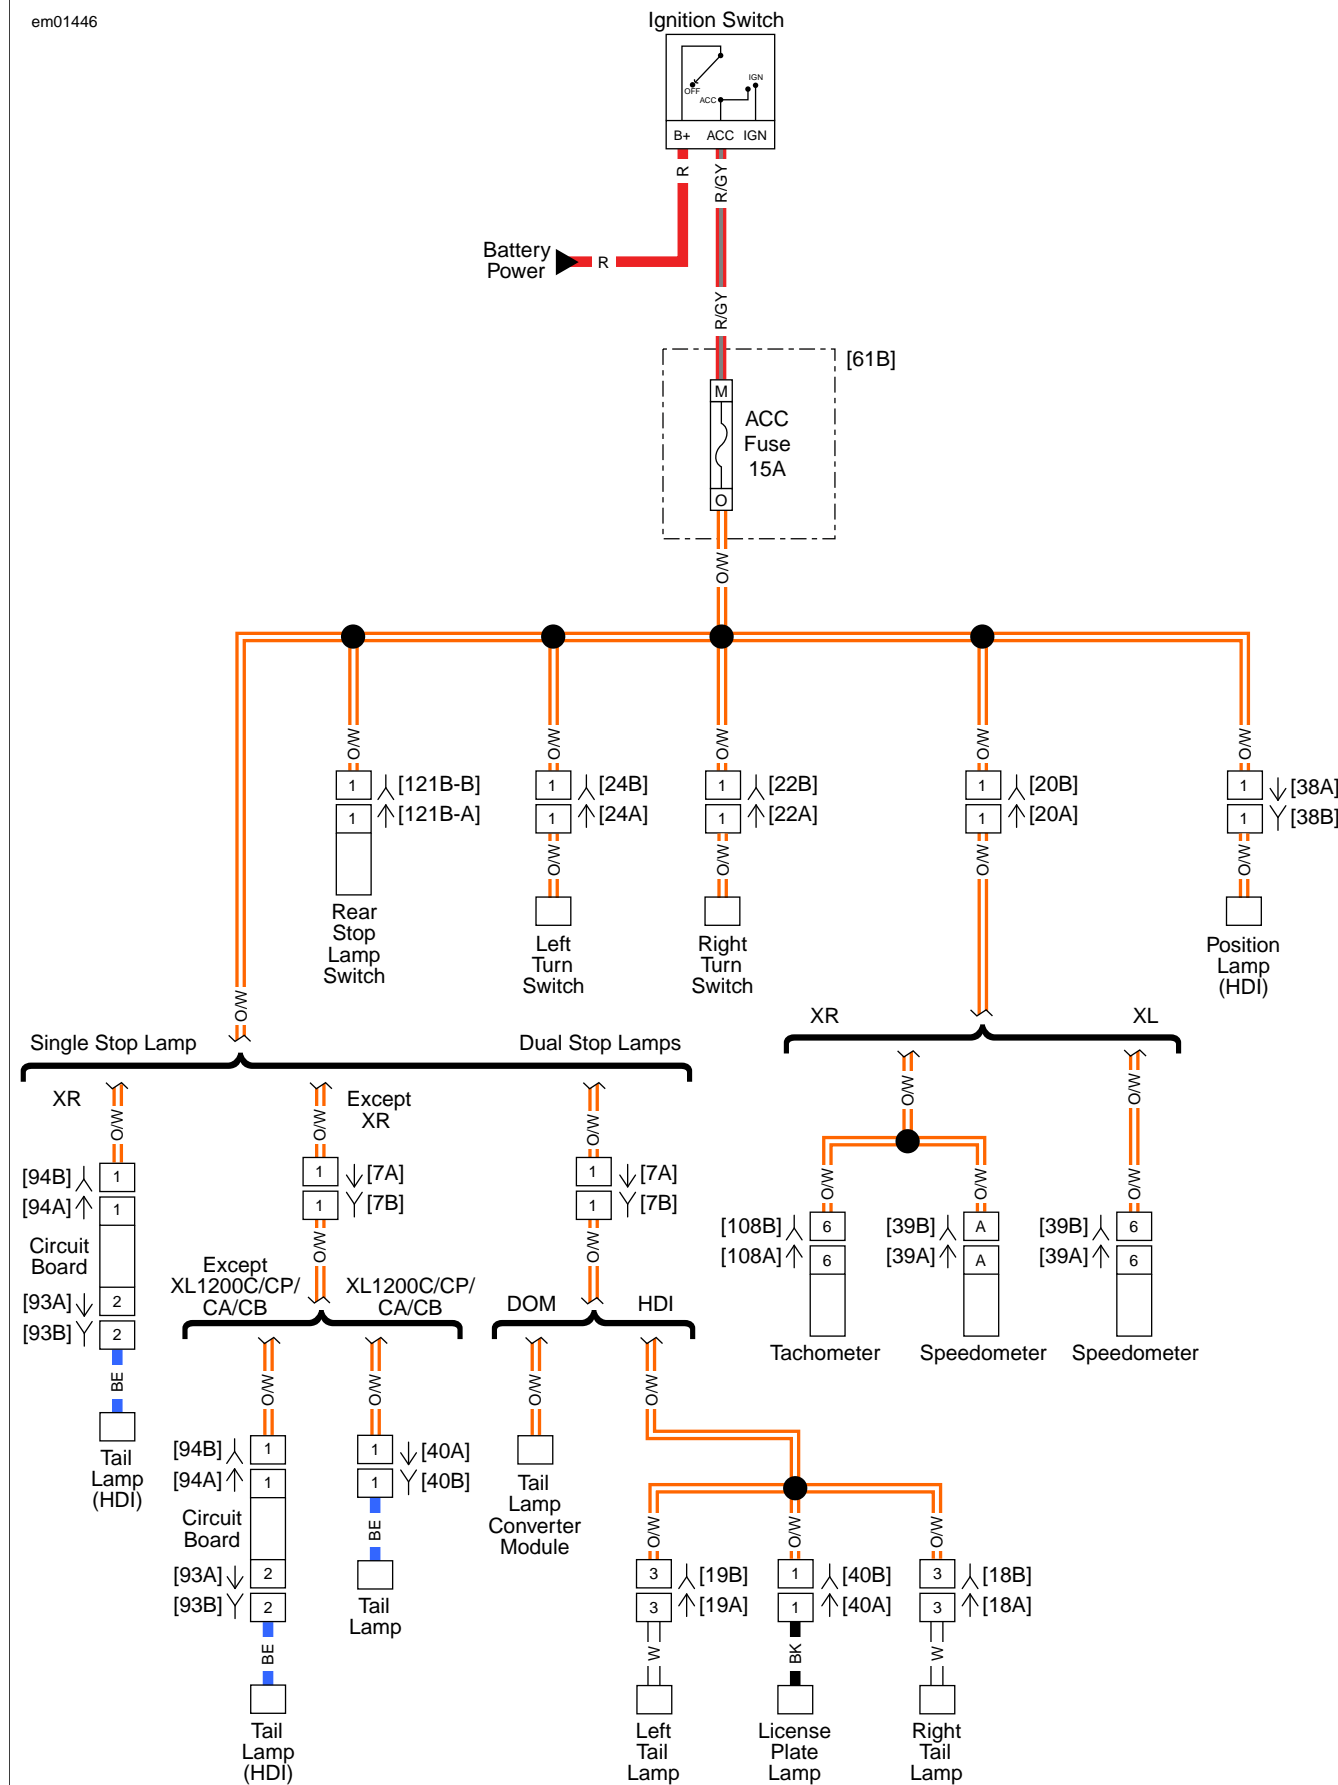 em01446
Ignition Switch
OFF
ACC
IGN
B+ ACC IGN
R
R/GY
Battery
Power
R
R/GY
[61B]
M
ACC
Fuse
15A
O
O/W
O/W O/W O/W O/W O/W
1 [121B-B] 1 [24B] 1 [22B] 1 [20B] 1 [38A]
1 [121B-A] 1 [24A] 1 [22A] 1 [20A] 1 [38B]
O/W O/W O/W O/W
Rear
Stop
Lamp
Switch
Left
Turn
Switch
Right
Turn
Switch
Position
Lamp
(HDI)
O/W
XR XL
Single Stop Lamp Dual Stop Lamps
XR
Except
XR
O/W O/W O/W O/W O/W
[94B] 1 1 [7A] 1 [7A]
[94A] 1 1 [7B] 1 [7B]
Circuit
Board
[93A] 2
[93B] 2
BE
Tail
Lamp
(HDI)
O/W O/W
O/W O/W O/W
[108B] 6 [39B] A [39B] 6
[108A] 6 [39A] A [39A] 6
Tachometer Speedometer Speedometer
Except
XL1200C/CP/
CA/CB
XL1200C/CP/
CA/CB
DOM HDI
O/W O/W O/W O/W
[94B] 1 1 [40A]
[94A] 1 1 [40B]
Circuit
Board
[93A] 2
[93B] 2
BE
Tail
Lamp
(HDI)
BE
Tail
Lamp
Tail
Lamp
Converter
Module
O/W O/W O/W
3 [19B] 1 [40B] 3 [18B]
3 [19A] 1 [40A] 3 [18A]
W BK W
Left
Tail
Lamp
License
Plate
Lamp
Right
Tail
Lamp